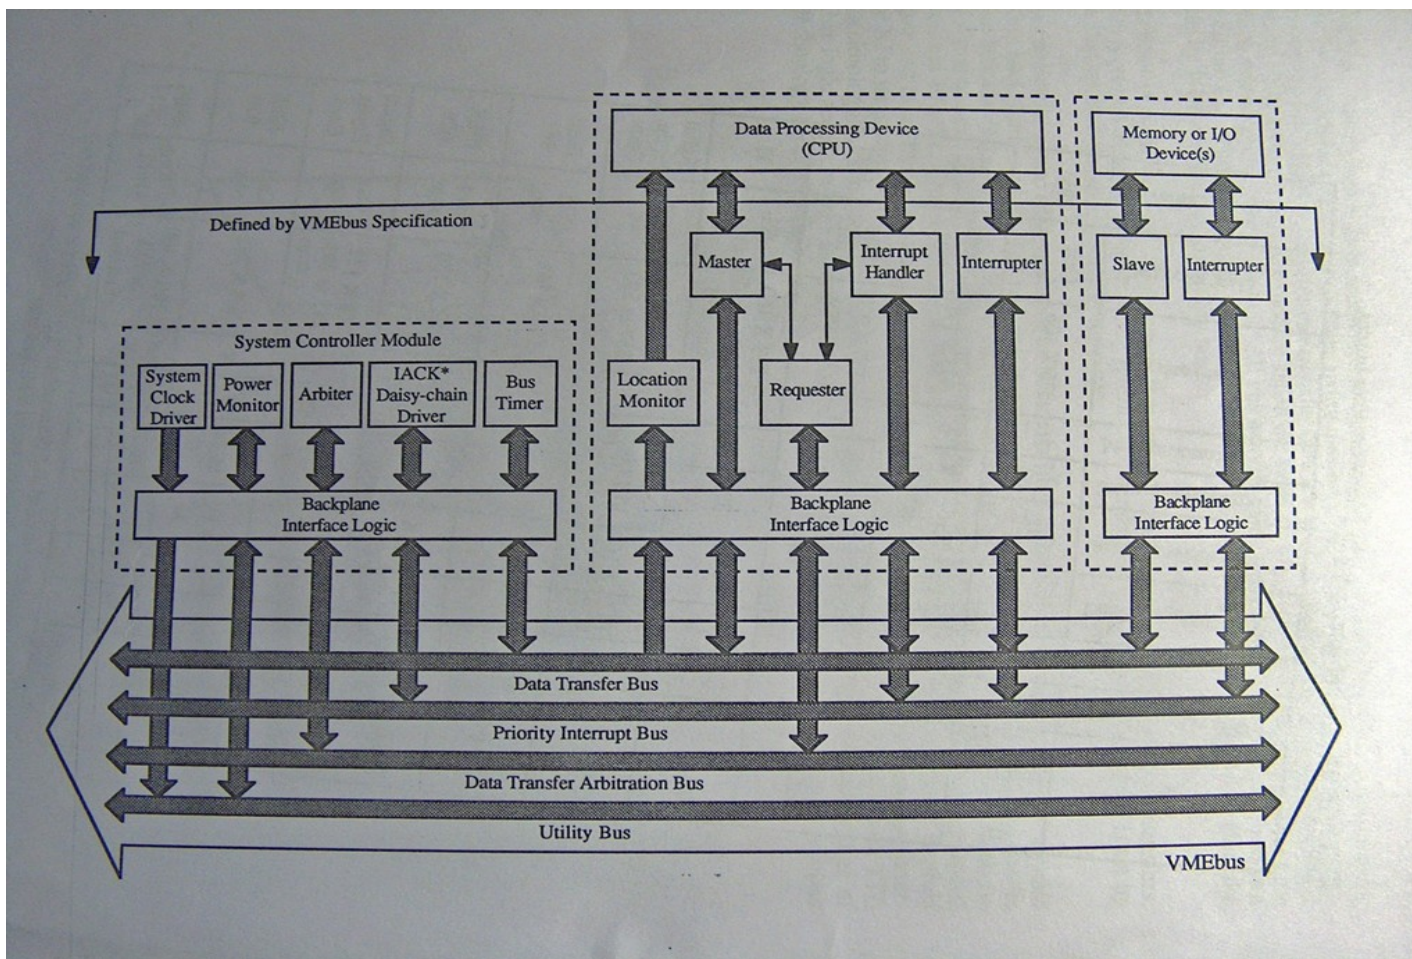 Data Processing Device
(CPU)
Memory or I/O
Device(s)
Defined by VMEbus Specification
Master
Interrupt
Handler
Interrupter
Slave
Interrupter
System Controller Module
System
Clock
Driver
Power
Monitor
Arbiter
IACK*
Daisy-chain
Driver
Bus
Timer
Location
Monitor
Requester
Backplane
Interface Logic
Backplane
Interface Logic
Backplane
Interface Logic
Data Transfer Bus
Priority Interrupt Bus
Data Transfer Arbitration Bus
Utility Bus
VMEbus